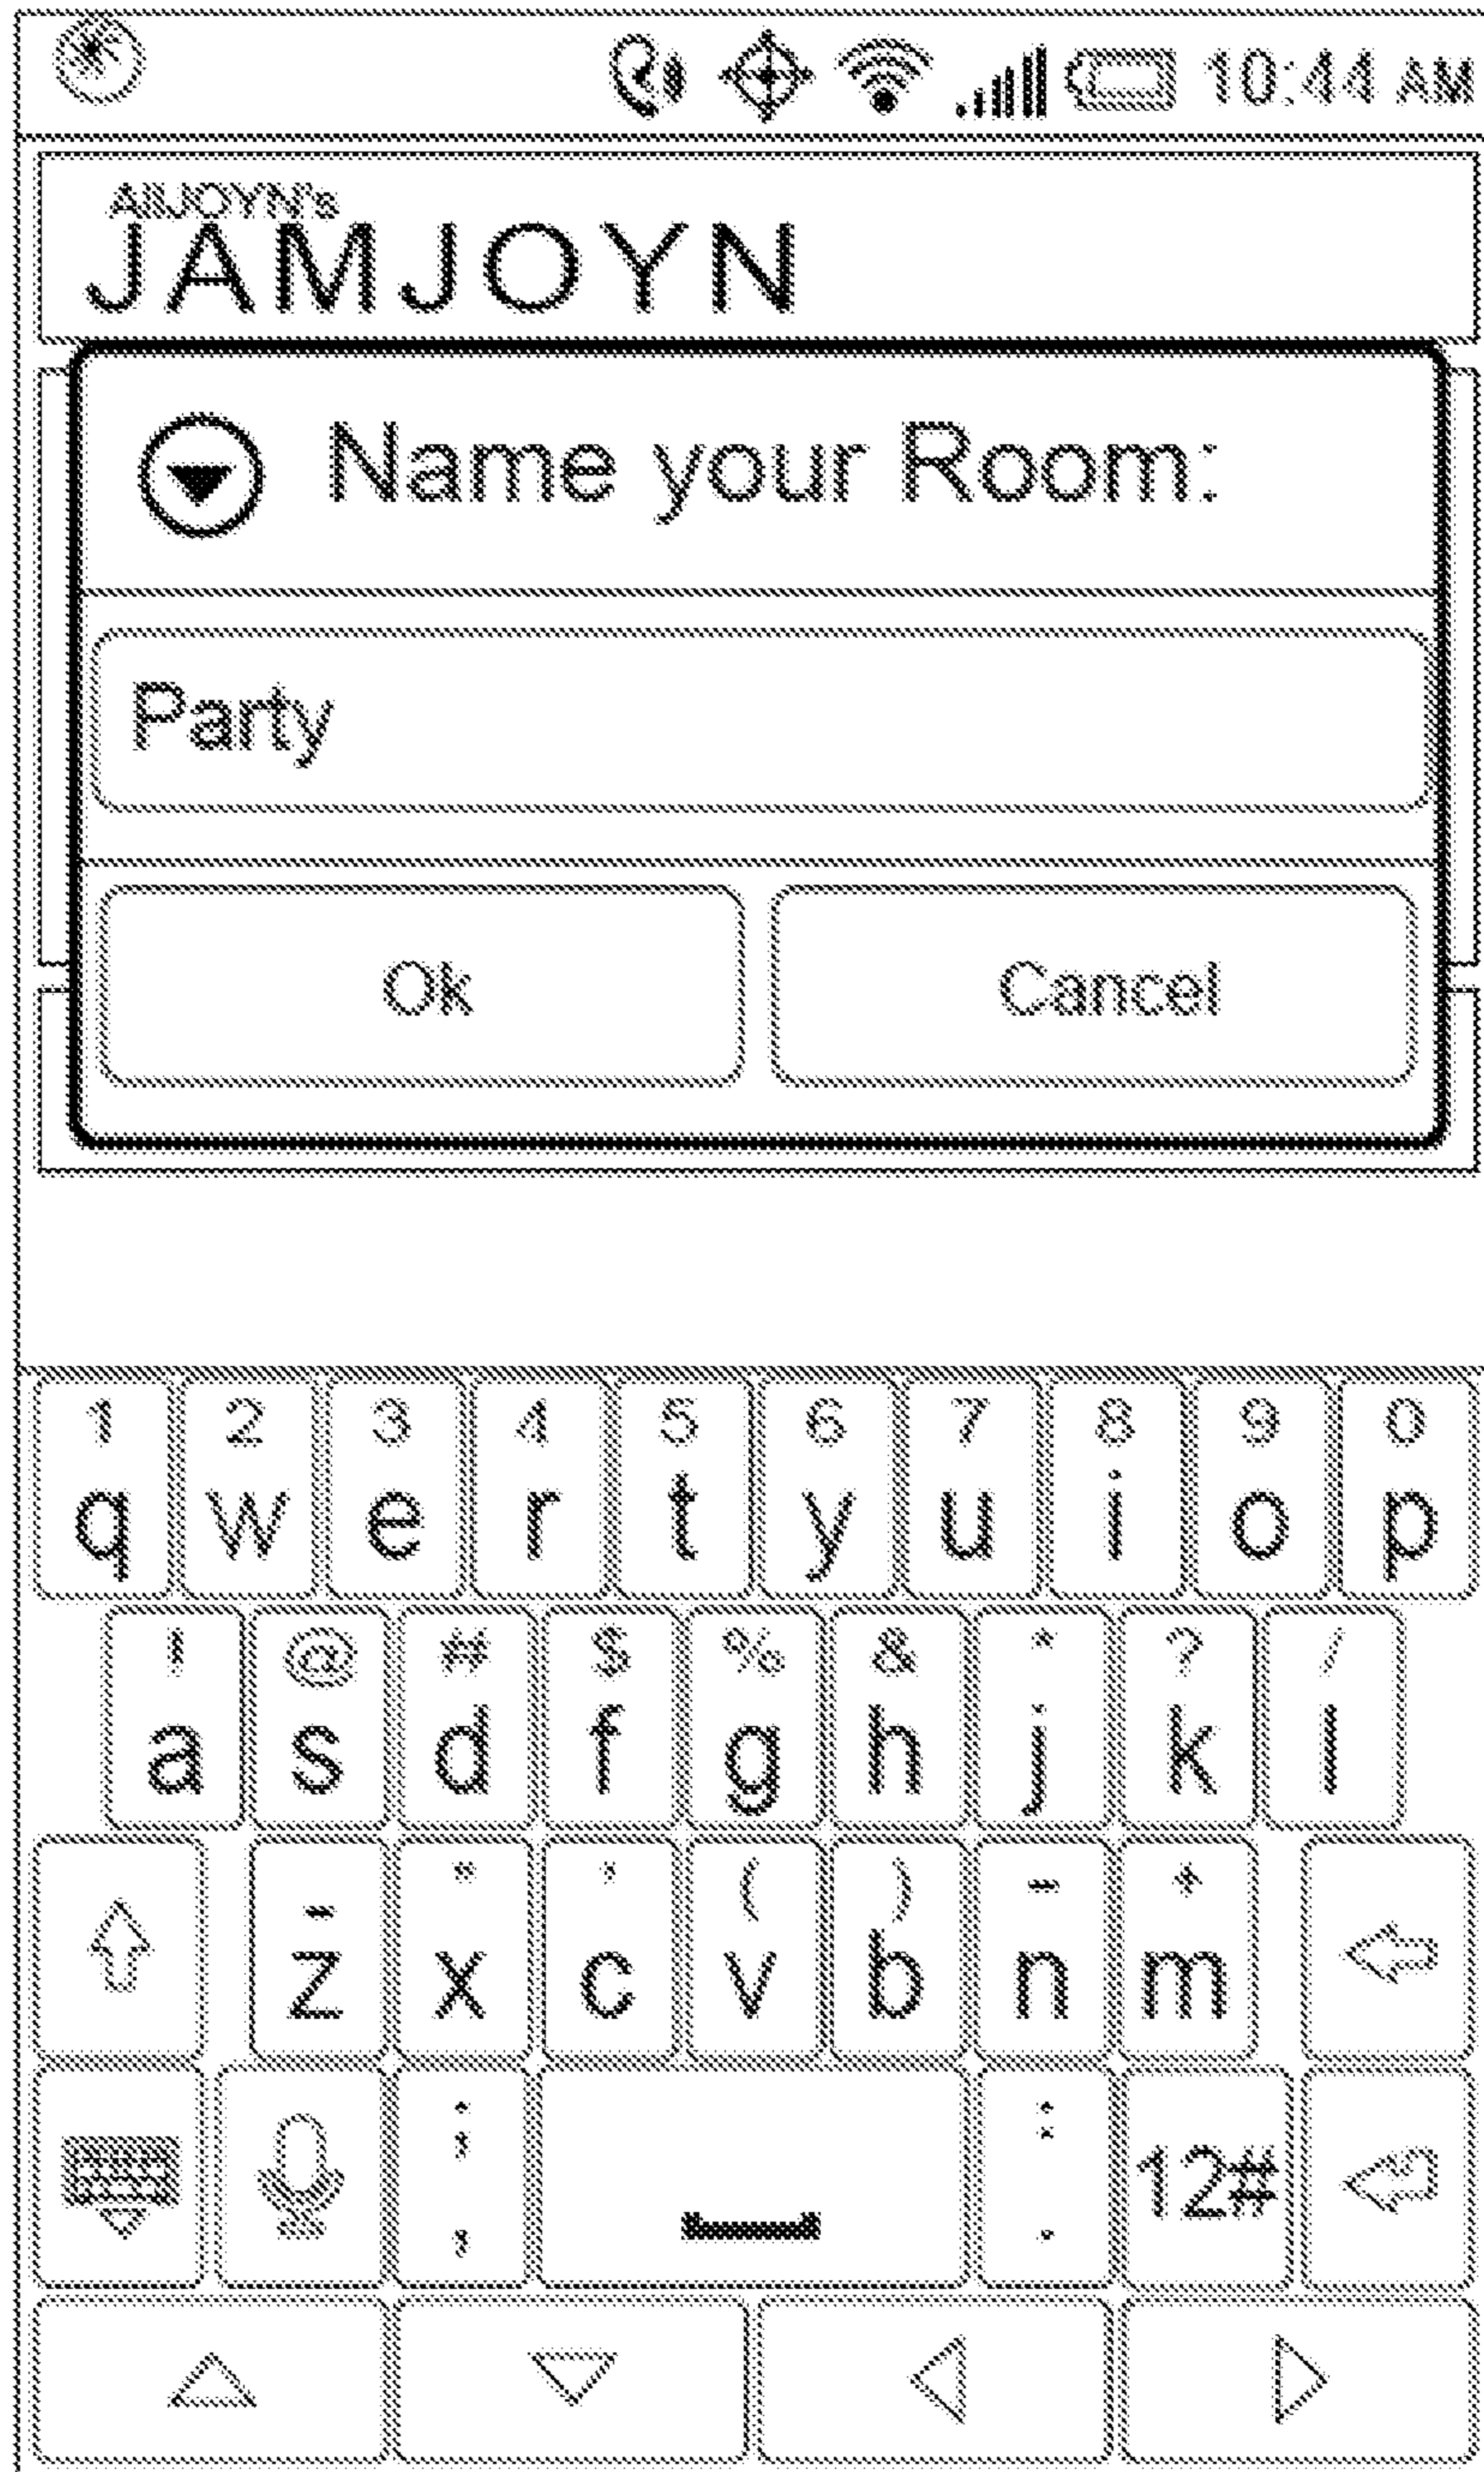 10:44 AM
AllJOYN's
JAMJOYN
Name your Room:
Party
Ok Cancel
1 2 3 4 5 6 7 8 9 0
q w e r t y u i o p
! @ # $ % & * ? /
a s d f g h j k l
- " ' ( ) - +
z x c v b n m
; :
, . 12#